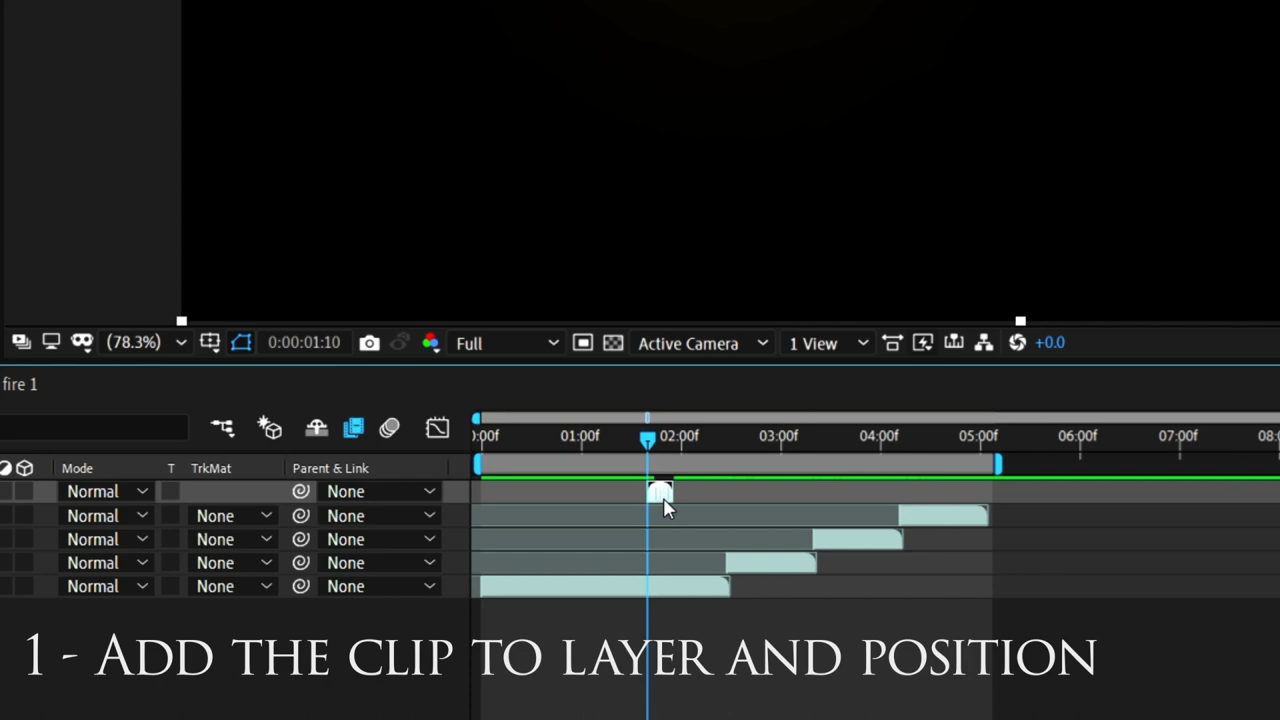 (78.3%) 0:00:01:10 Full Active Camera 1 View +0.0
fire 1
):00f 01:00f 02:00f 03:00f 04:00f 05:00f 06:00f 07:00f 08:
Mode T TrkMat Parent & Link
Normal None
Normal None None
Normal None None
Normal None None
Normal None None
1 - Add the clip to layer and position